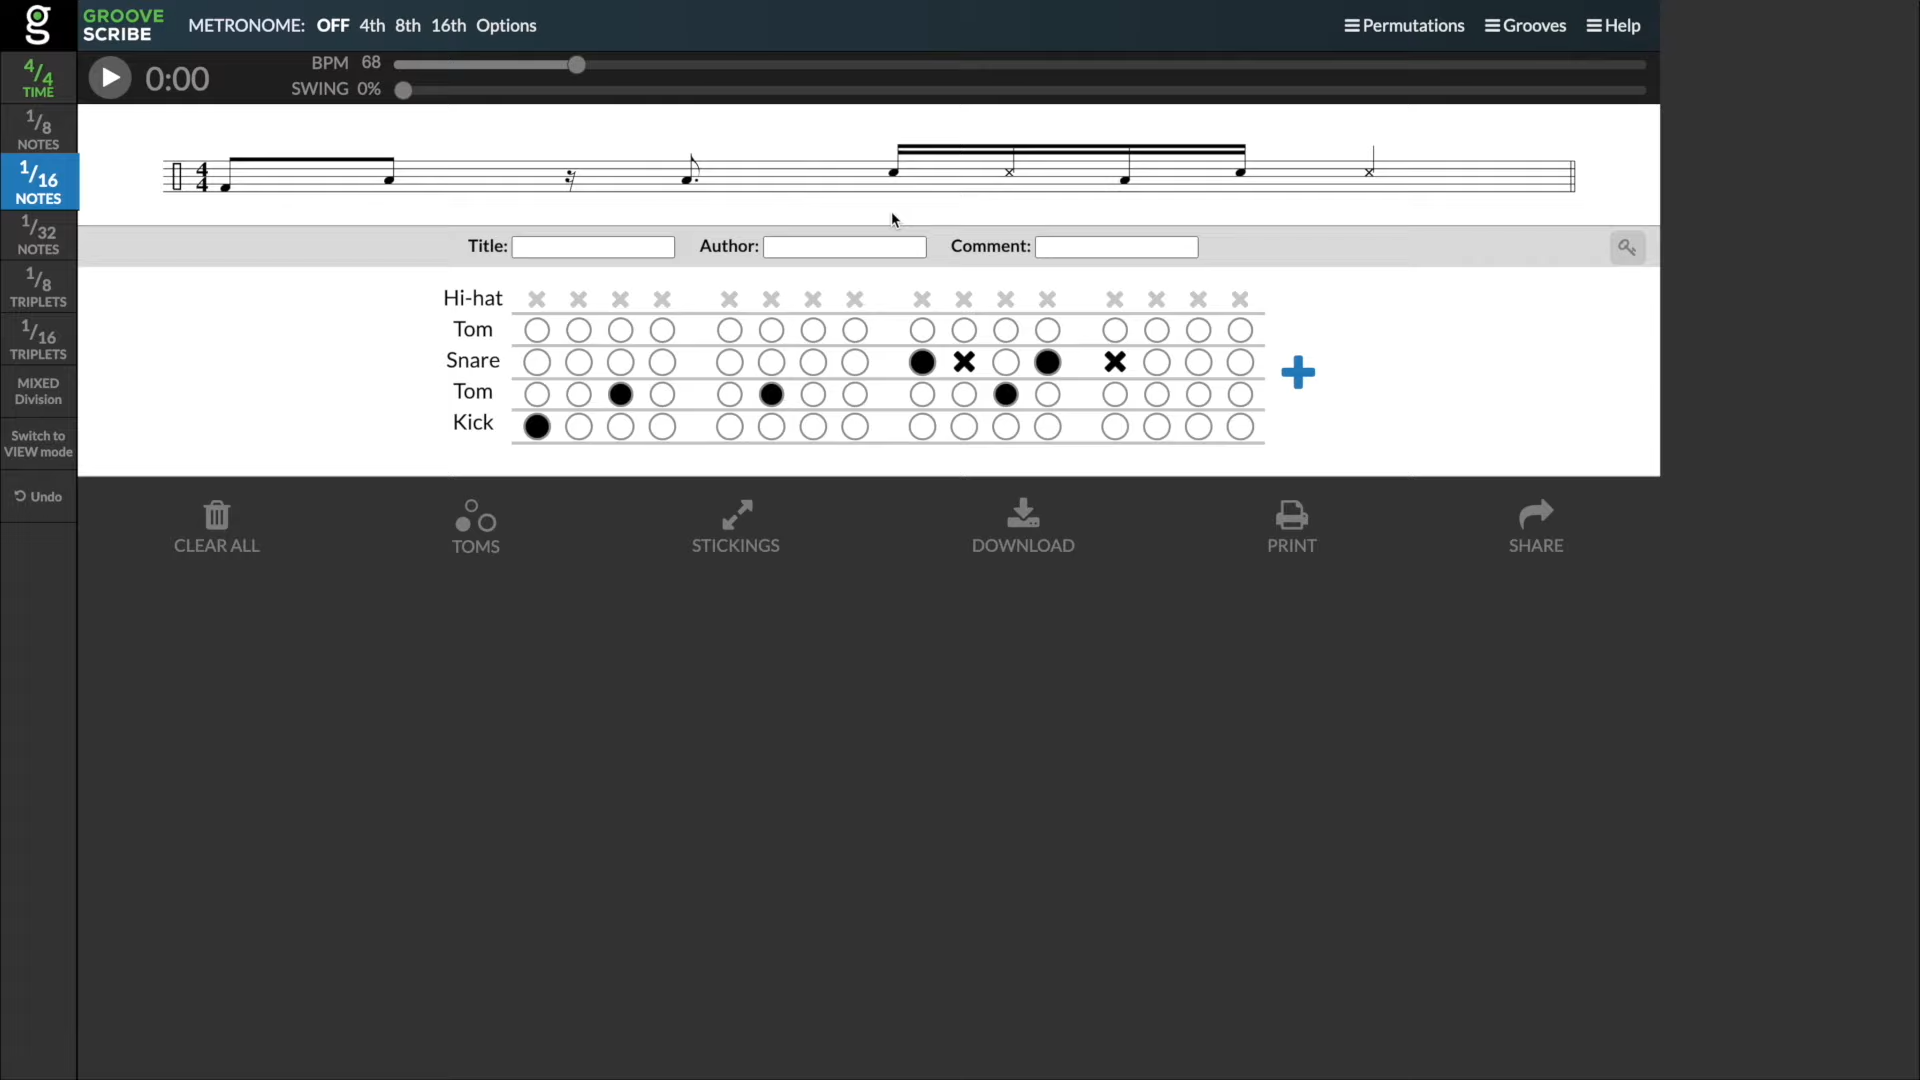 g GROOVE
SCRIBE
METRONOME: OFF 4th 8th 16th Options
Permutations Grooves Help
4/4
TIME
0:00
BPM 68
SWING 0%
1/8
NOTES
1/16
NOTES
1/32
NOTES
1/8
TRIPLETS
1/16
TRIPLETS
MIXED
Division
Switch to
VIEW mode
Undo
4
4
Title: Author: Comment:
Hi-hat
Tom
Snare
Tom
Kick
CLEAR ALL TOMS STICKINGS DOWNLOAD PRINT SHARE